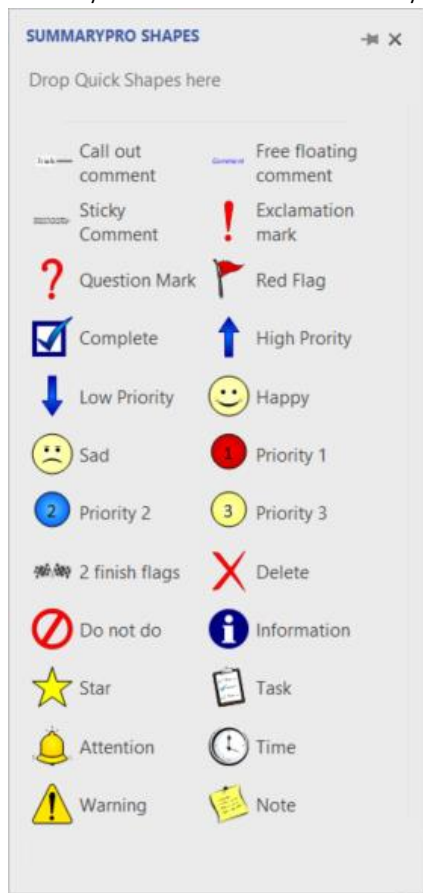 SUMMARYPRO SHAPES
Drop Quick Shapes here
Call out
comment
Free floating
comment
Sticky
Comment
Exclamation
mark
Question Mark
Red Flag
Complete
High Prority
Low Priority
Happy
Sad
1
Priority 1
2
Priority 2
3
Priority 3
2 finish flags
Delete
Do not do
Information
Star
Task
Attention
Time
Warning
Note